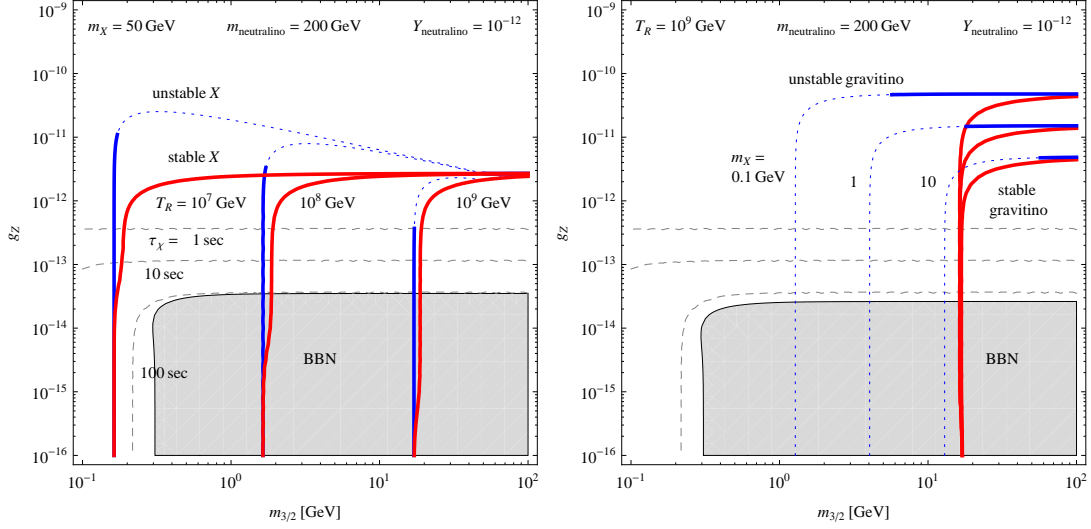 m_X = 50 GeV m_neutralino = 200 GeV Y_neutralino = 10^-12
unstable X
stable X
T_R = 10^7 GeV 10^8 GeV 10^9 GeV
τ_χ = 1 sec
10 sec
BBN
100 sec
10^-9
10^-10
10^-11
10^-12
10^-13
10^-14
10^-15
10^-16
g_Z
10^-1 10^0 10^1 10^2
m_3/2 [GeV]
T_R = 10^9 GeV m_neutralino = 200 GeV Y_neutralino = 10^-12
unstable gravitino
m_X =
0.1 GeV 1 10
stable
gravitino
BBN
10^-9
10^-10
10^-11
10^-12
10^-13
10^-14
10^-15
10^-16
g_Z
10^-1 10^0 10^1 10^2
m_3/2 [GeV]